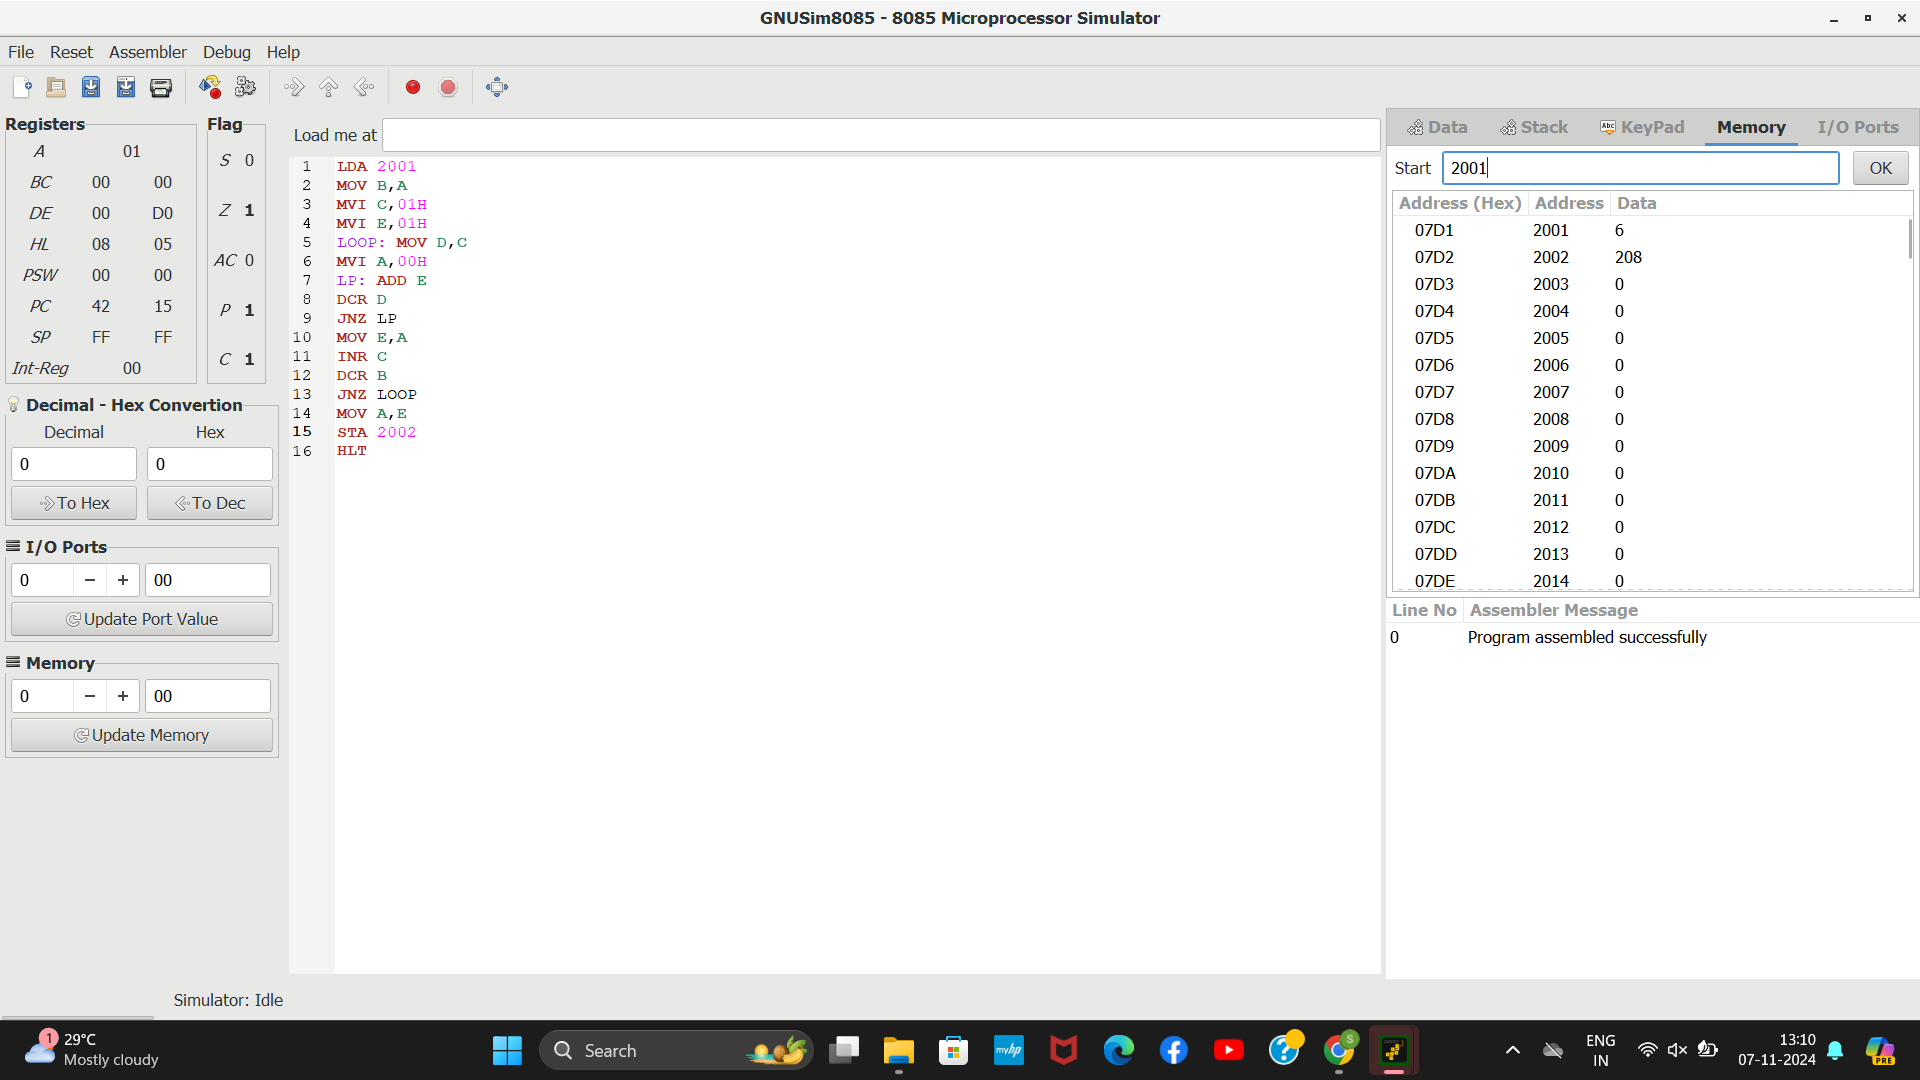 GNUSim8085 - 8085 Microprocessor Simulator
File Reset Assembler Debug Help
Registers
A 01
BC 00 00
DE 00 D0
HL 08 05
PSW 00 00
PC 42 15
SP FF FF
Int-Reg 00
Flag
S 0
Z 1
AC 0
P 1
C 1
Decimal - Hex Convertion
Decimal Hex
0 0
To Hex To Dec
I/O Ports
0 − + 00
Update Port Value
Memory
0 − + 00
Update Memory
Load me at
1 LDA 2001
2 MOV B,A
3 MVI C,01H
4 MVI E,01H
5 LOOP: MOV D,C
6 MVI A,00H
7 LP: ADD E
8 DCR D
9 JNZ LP
10 MOV E,A
11 INR C
12 DCR B
13 JNZ LOOP
14 MOV A,E
15 STA 2002
16 HLT
Data Stack Abc KeyPad Memory I/O Ports
Start 2001 OK
Address (Hex) Address Data
07D1 2001 6
07D2 2002 208
07D3 2003 0
07D4 2004 0
07D5 2005 0
07D6 2006 0
07D7 2007 0
07D8 2008 0
07D9 2009 0
07DA 2010 0
07DB 2011 0
07DC 2012 0
07DD 2013 0
07DE 2014 0
Line No Assembler Message
0 Program assembled successfully
Simulator: Idle
1
29°C
Mostly cloudy
Search
myhp
S
ENG
IN
13:10
07-11-2024
PRE